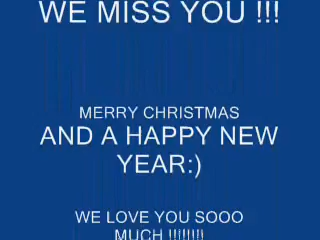 WE MISS YOU !!!
MERRY CHRISTMAS
AND A HAPPY NEW
YEAR:)
WE LOVE YOU SOOO
MUCH !!!!!!!!